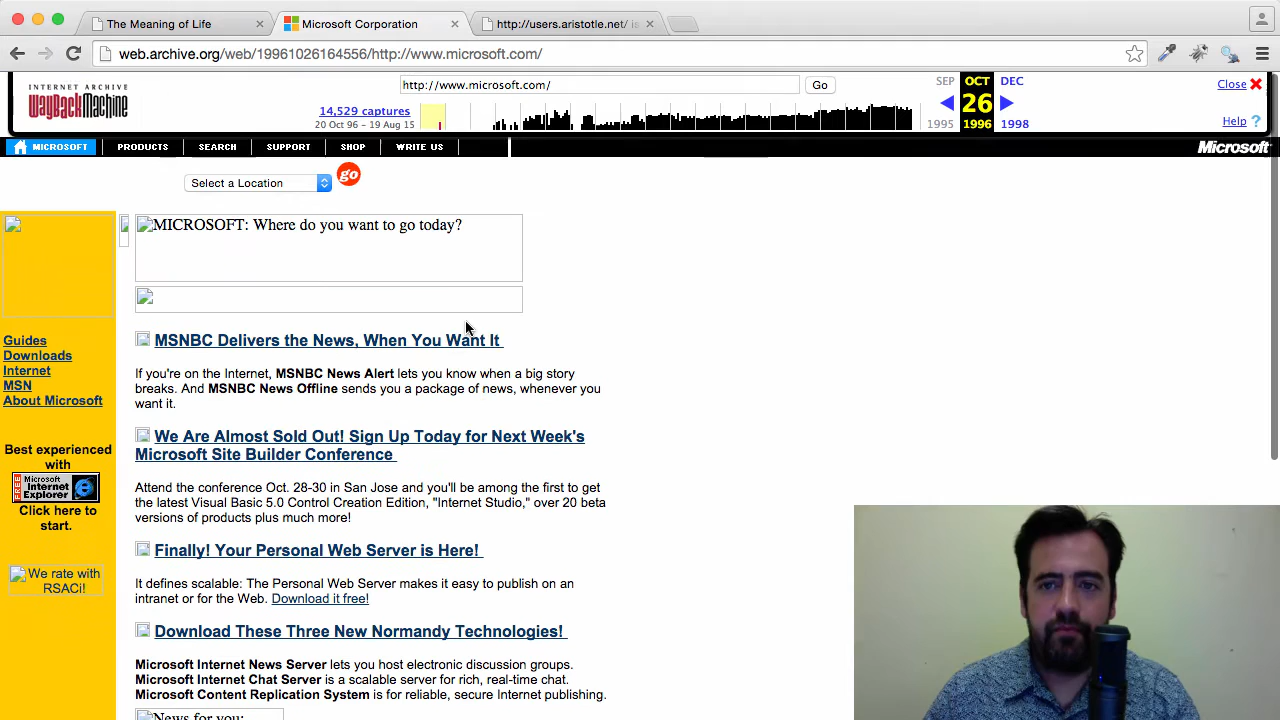 The Meaning of Life
Microsoft Corporation
http://users.aristotle.net/ is
web.archive.org/web/19961026164556/http://www.microsoft.com/
INTERNET ARCHIVE
WayBackMachine
http://www.microsoft.com/
Go
14,529 captures
20 Oct 96 - 19 Aug 15
SEP OCT DEC
26
1995 1996 1998
Close
Help ?
MICROSOFT PRODUCTS SEARCH SUPPORT SHOP WRITE US
Microsoft
Select a Location
go
MICROSOFT: Where do you want to go today?
Guides
Downloads
Internet
MSN
About Microsoft
Best experienced
with
FREE Microsoft Internet Explorer
Click here to
start.
We rate with
RSACi!
MSNBC Delivers the News, When You Want It
If you're on the Internet, MSNBC News Alert lets you know when a big story
breaks. And MSNBC News Offline sends you a package of news, whenever you
want it.
We Are Almost Sold Out! Sign Up Today for Next Week's
Microsoft Site Builder Conference
Attend the conference Oct. 28-30 in San Jose and you'll be among the first to get
the latest Visual Basic 5.0 Control Creation Edition, "Internet Studio," over 20 beta
versions of products plus much more!
Finally! Your Personal Web Server is Here!
It defines scalable: The Personal Web Server makes it easy to publish on an
intranet or for the Web. Download it free!
Download These Three New Normandy Technologies!
Microsoft Internet News Server lets you host electronic discussion groups.
Microsoft Internet Chat Server is a scalable server for rich, real-time chat.
Microsoft Content Replication System is for reliable, secure Internet publishing.
News for you: